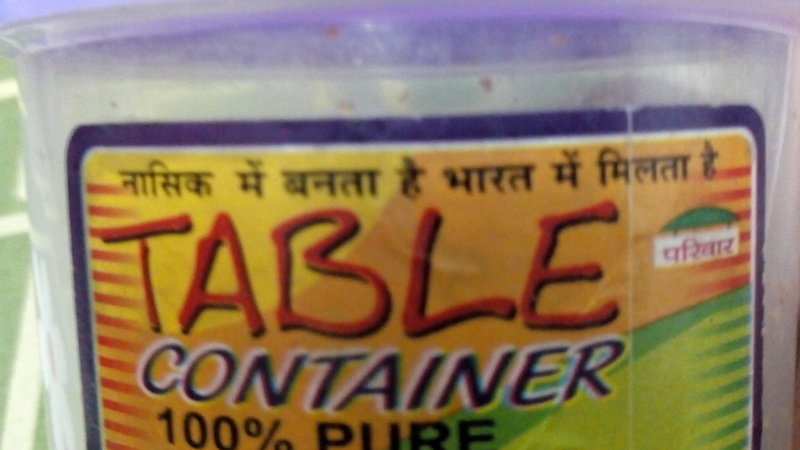 नासिक में बनता है भारत में मिलता है
TABLE
परिवार
CONTAINER
100% PURE